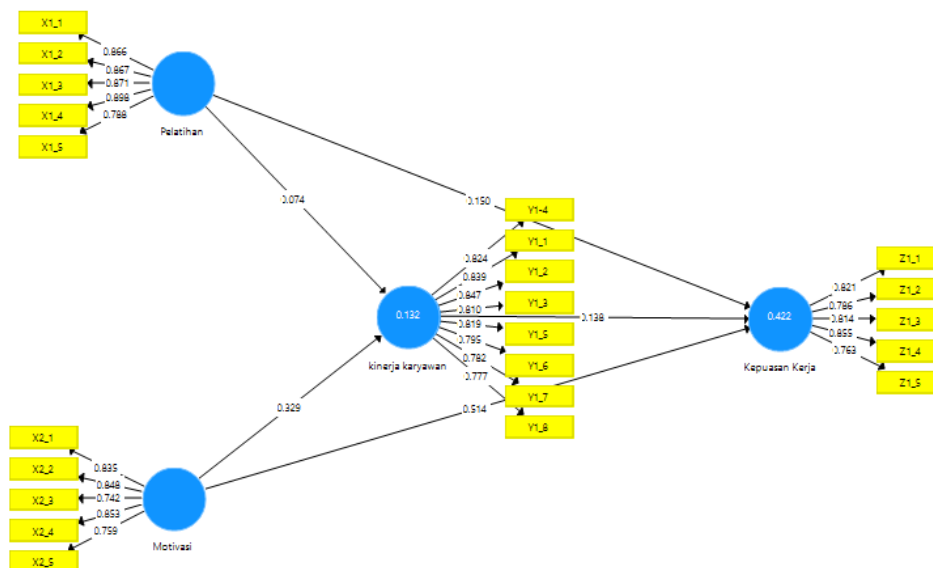 X1_1
X1_2
X1_3
X1_4
X1_5
0.866
0.867
0.871
0.898
0.788
Pelatihan
0.074
0.150
Y1-4
Y1_1
Y1_2
Y1_3
Y1_5
Y1_6
Y1_7
Y1_8
0.824
0.839
0.847
0.810
0.819
0.795
0.782
0.777
0.132
kinerja karyawan
0.138
0.422
Kepuasan Kerja
0.821
0.786
0.814
0.855
0.763
Z1_1
Z1_2
Z1_3
Z1_4
Z1_5
0.329
0.514
X2_1
X2_2
X2_3
X2_4
X2_5
0.835
0.848
0.742
0.853
0.759
Motivasi